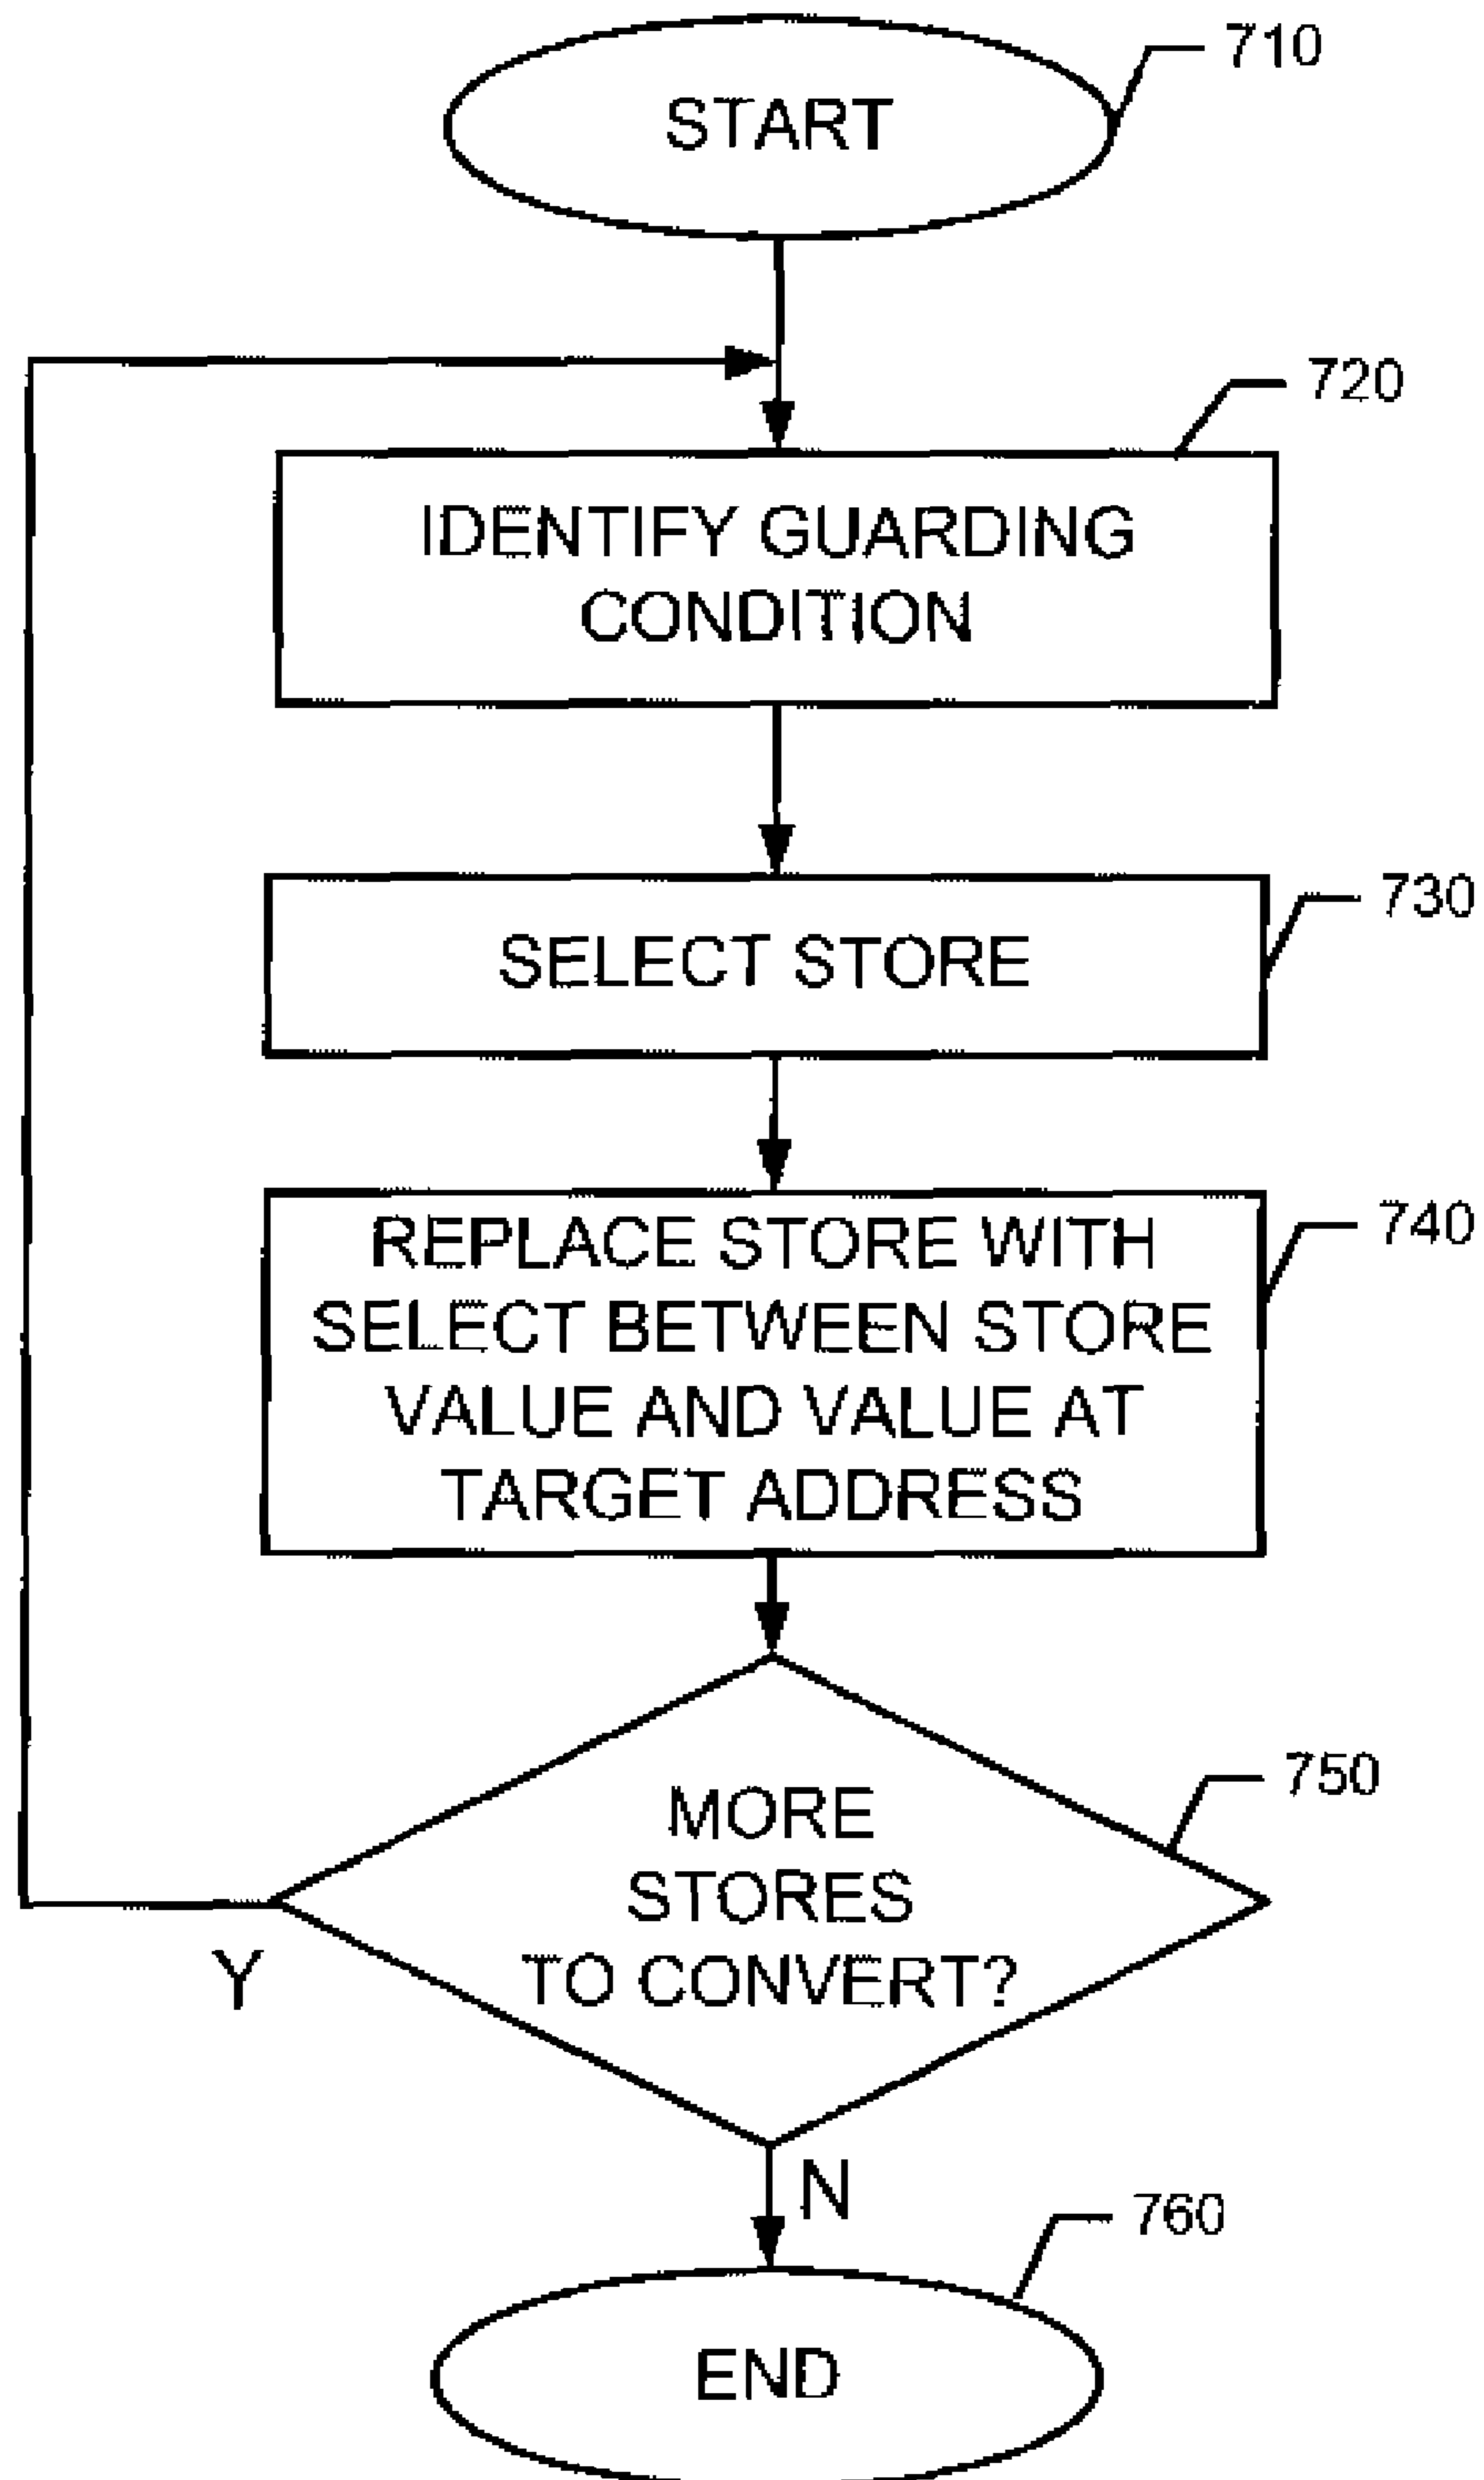 710
START
720
IDENTIFY GUARDING
CONDITION
730
SELECT STORE
740
REPLACE STORE WITH
SELECT BETWEEN STORE
VALUE AND VALUE AT
TARGET ADDRESS
750
MORE
STORES
TO CONVERT?
Y
N
760
END